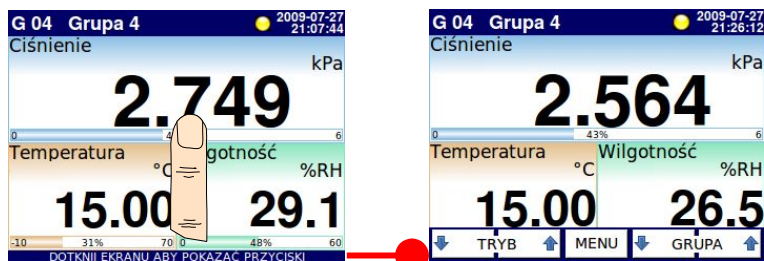 G 04 Grupa 4
2009-07-27
21:07:44
Ciśnienie
kPa
2.749
0 4 6
Temperatura
°C
15.00
-10 31% 70
gotność
%RH
29.1
0 48% 60
DOTKNIJ EKRANU ABY POKAZAĆ PRZYCISKI
G 04 Grupa 4
2009-07-27
21:26:12
Ciśnienie
kPa
2.564
0 43% 6
Temperatura
°C
15.00
Wilgotność
%RH
26.5
TRYB MENU GRUPA